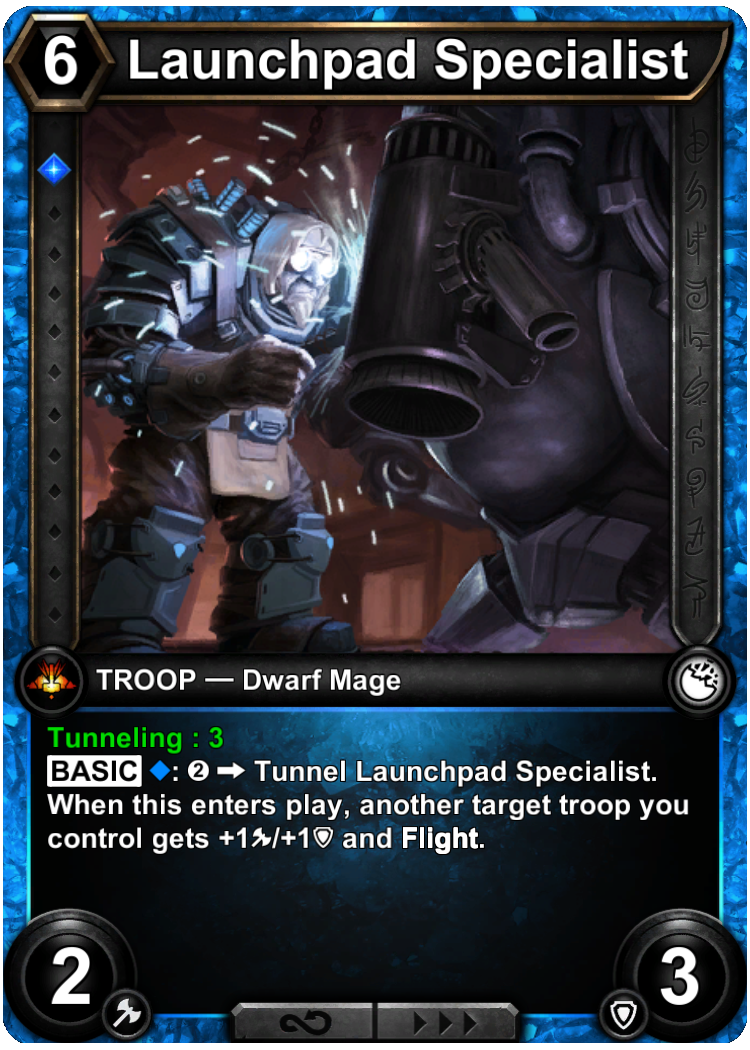 6 Launchpad Specialist
TROOP — Dwarf Mage
Tunneling : 3
BASIC ◆: ❷ ➡ Tunnel Launchpad Specialist.
When this enters play, another target troop you
control gets +1/+1 and Flight.
2 3